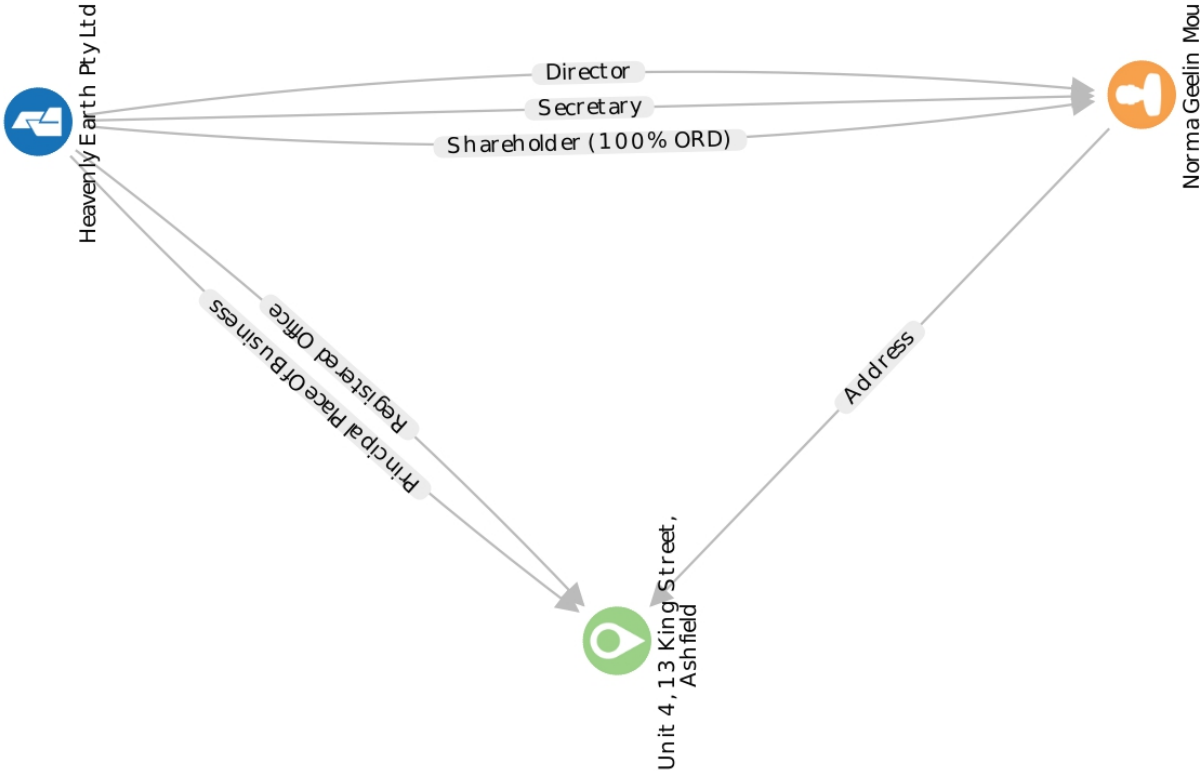 Heavenly Earth Pty Ltd
Director
Secretary
Shareholder (100% ORD)
Norma Geelin Mou
Registered Office
Principal Place Of Business
Address
Unit 4, 13 King Street,
Ashfield